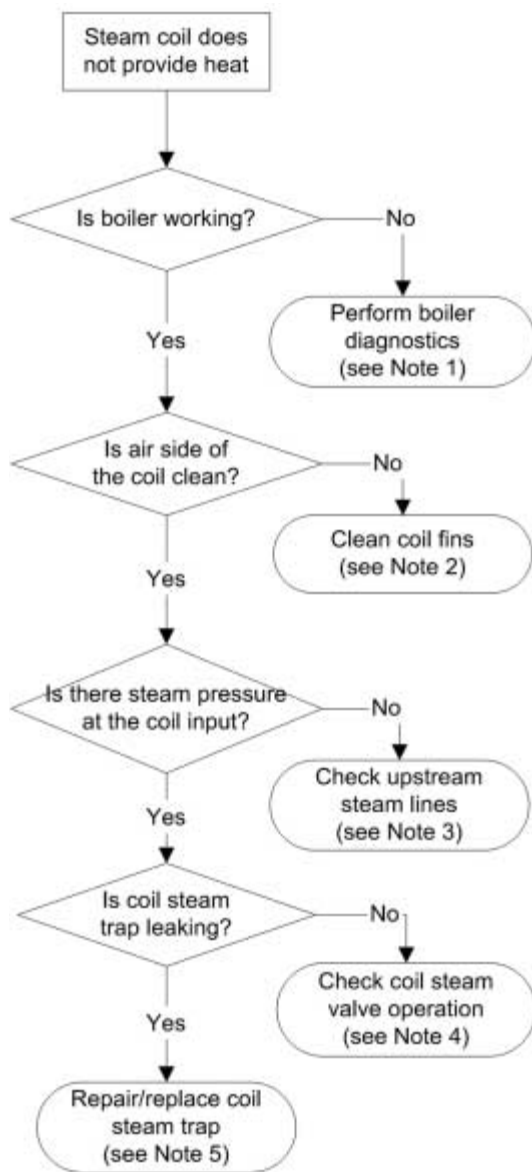 Steam coil does
not provide heat
Is boiler working?
No
Perform boiler
diagnostics
(see Note 1)
Yes
Is air side of
the coil clean?
No
Clean coil fins
(see Note 2)
Yes
Is there steam pressure
at the coil input?
No
Check upstream
steam lines
(see Note 3)
Yes
Is coil steam
trap leaking?
No
Check coil steam
valve operation
(see Note 4)
Yes
Repair/replace coil
steam trap
(see Note 5)